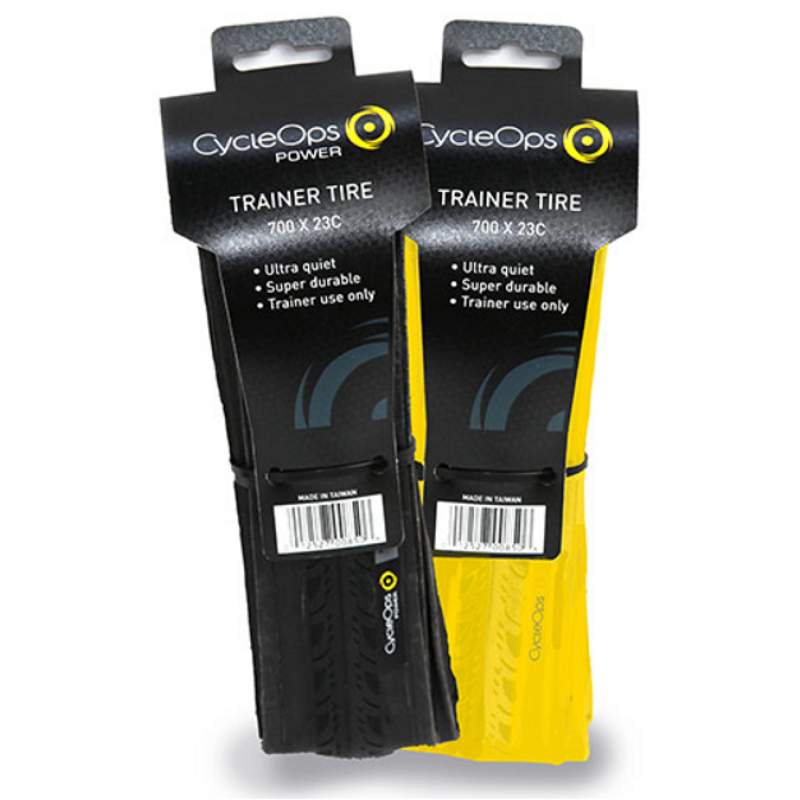 CycleOps
POWER
TRAINER TIRE
700 X 23C
• Ultra quiet
• Super durable
• Trainer use only
MADE IN TAIWAN
CycleOps
POWER
CycleOps
TRAINER TIRE
700 X 23C
• Ultra quiet
• Super durable
• Trainer use only
MADE IN TAIWAN
CycleOps